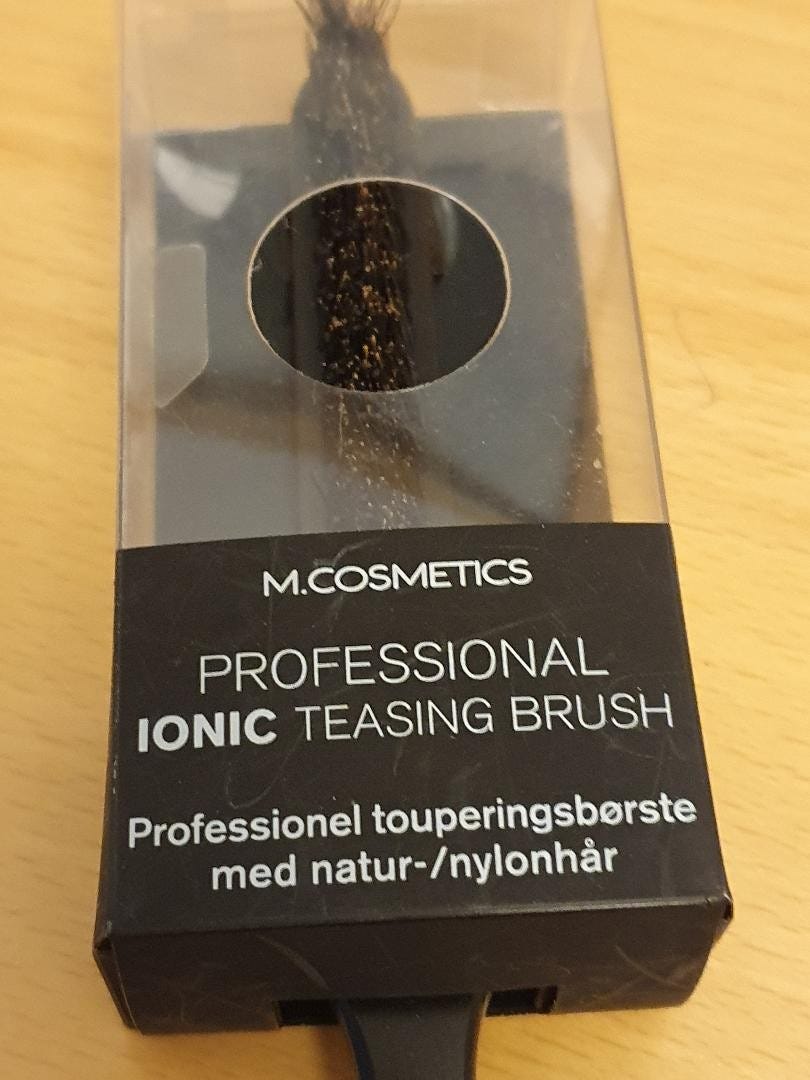 M.COSMETICS
PROFESSIONAL
IONIC TEASING BRUSH
Professionel touperingsbørste
med natur-/nylonhår